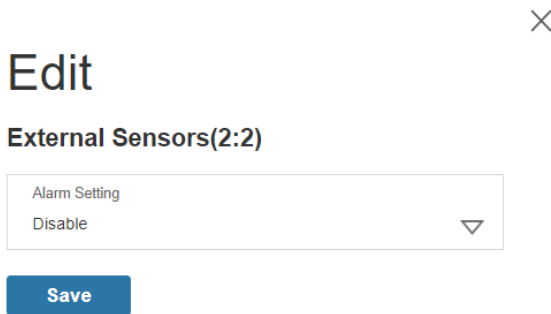 Edit
External Sensors(2:2)
Alarm Setting
Disable
Save